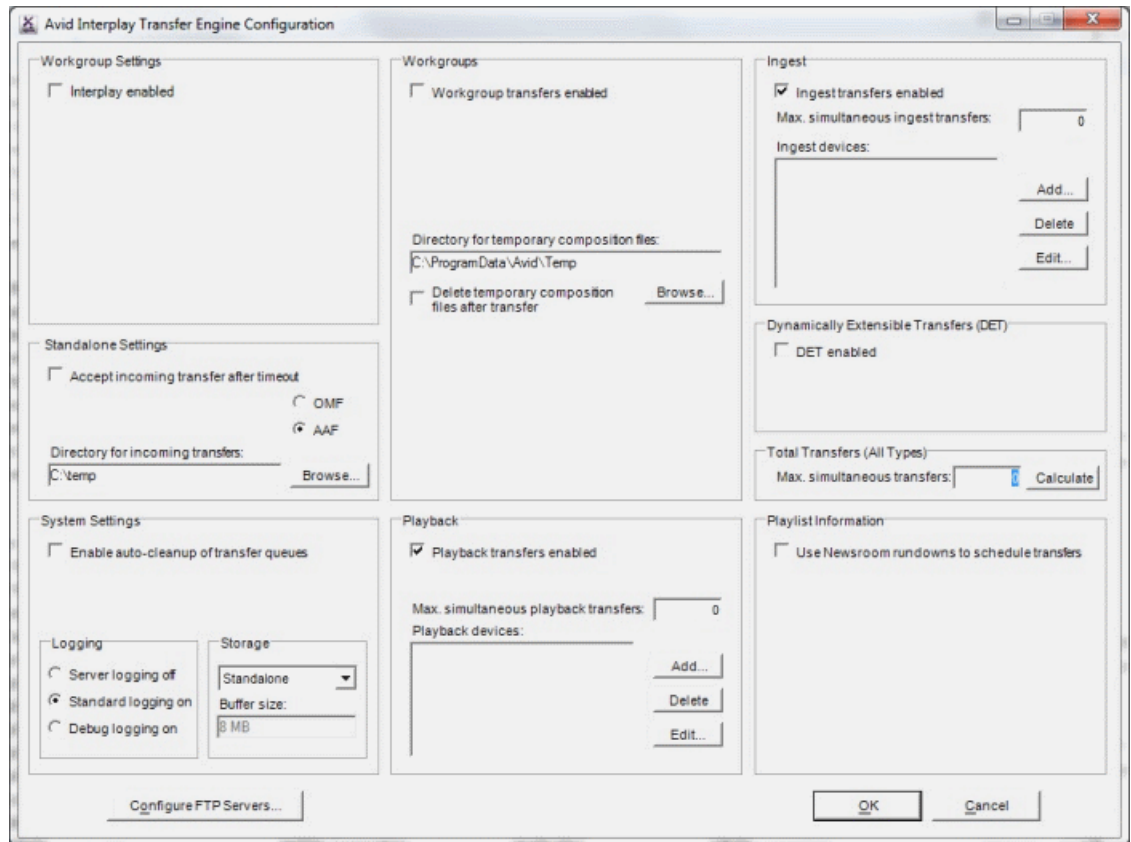 Avid Interplay Transfer Engine Configuration
Workgroup Settings
Interplay enabled
Standalone Settings
Accept incoming transfer after timeout
OMF
AAF
Directory for incoming transfers:
C:\temp
Browse...
System Settings
Enable auto-cleanup of transfer queues
Logging
Server logging off
Standard logging on
Debug logging on
Storage
Standalone
Buffer size:
8 MB
Workgroups
Workgroup transfers enabled
Directory for temporary composition files:
C:\ProgramData\Avid\Temp
Delete temporary composition
files after transfer
Browse...
Playback
Playback transfers enabled
Max. simultaneous playback transfers:
0
Playback devices:
Add...
Delete
Edit...
Ingest
Ingest transfers enabled
Max. simultaneous ingest transfers:
0
Ingest devices:
Add...
Delete
Edit...
Dynamically Extensible Transfers (DET)
DET enabled
Total Transfers (All Types)
Max. simultaneous transfers:
0
Calculate
Playlist Information
Use Newsroom rundowns to schedule transfers
Configure FTP Servers...
OK
Cancel